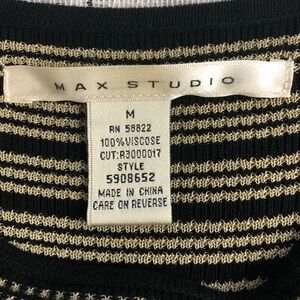 MAX STUDIO
M
RN 58822
100%VISCOSE
CUT:R3000017
STYLE
5908652
MADE IN CHINA
CARE ON REVERSE